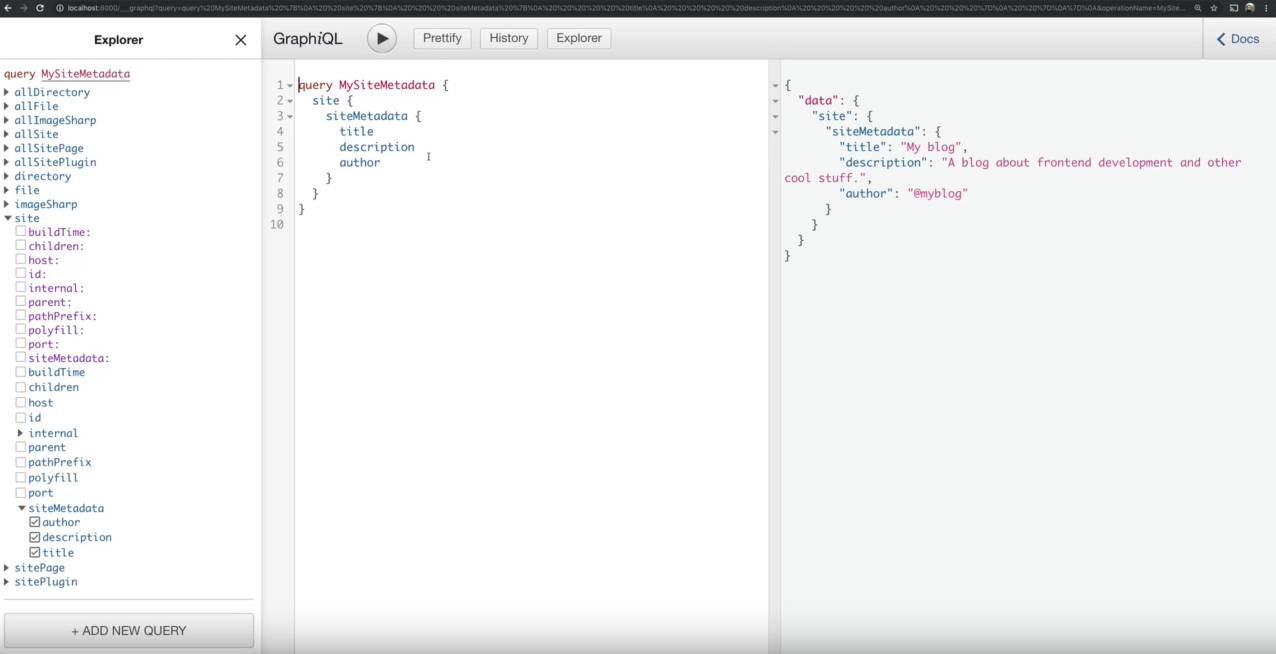 localhost:8000/___graphql?query=query%20MySiteMetadata%20%7B%0A%20%20site%20%7B%0A%20%20%20%20siteMetadata%20%7B%0A%20%20%20%20%20%20title%0A%20%20%20%20%20%20description%0A%20%20%20%20%20%20author%0A%20%20%20%20%7D%0A%20%20%7D%0A%7D%0A&operationName=MySite...
Explorer
GraphiQL
Prettify
History
Explorer
Docs
query MySiteMetadata
allDirectory
allFile
allImageSharp
allSite
allSitePage
allSitePlugin
directory
file
imageSharp
site
buildTime:
children:
host:
id:
internal:
parent:
pathPrefix:
polyfill:
port:
siteMetadata:
buildTime
children
host
id
internal
parent
pathPrefix
polyfill
port
siteMetadata
author
description
title
sitePage
sitePlugin
+ ADD NEW QUERY
1 query MySiteMetadata {
2 site {
3 siteMetadata {
4 title
5 description
6 author
7 }
8 }
9 }
10
{
"data": {
"site": {
"siteMetadata": {
"title": "My blog",
"description": "A blog about frontend development and other
cool stuff.",
"author": "@myblog"
}
}
}
}